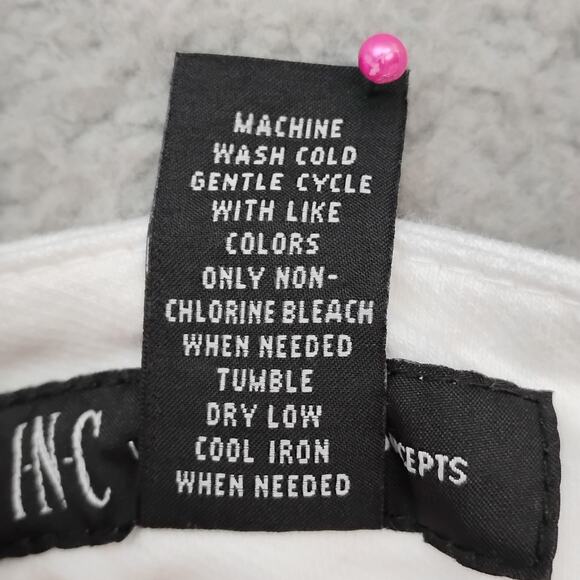 MACHINE
WASH COLD
GENTLE CYCLE
WITH LIKE
COLORS
ONLY NON-
CHLORINE BLEACH
WHEN NEEDED
TUMBLE
DRY LOW
COOL IRON
WHEN NEEDED
I·N·C